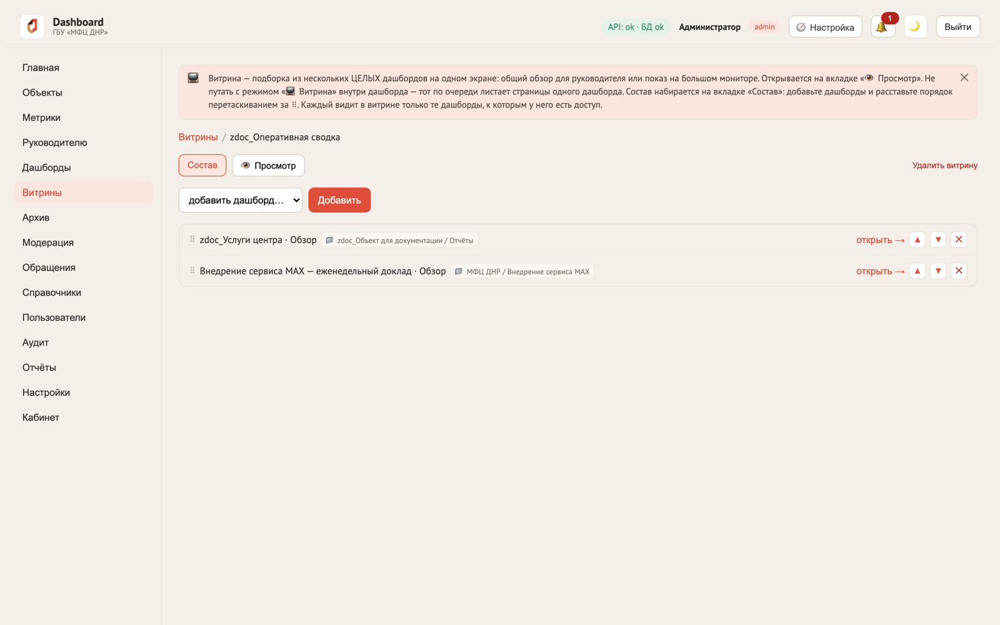 Dashboard
ГБУ «МФЦ ДНР»
API: ok · БД ok
Администратор
admin
Настройка
1
Выйти
Главная
Объекты
Метрики
Руководителю
Дашборды
Витрины
Архив
Модерация
Обращения
Справочники
Пользователи
Аудит
Отчёты
Настройки
Кабинет
Витрина — подборка из нескольких ЦЕЛЫХ дашбордов на одном экране: общий обзор для руководителя или показ на большом мониторе. Открывается на вкладке «👁 Просмотр». Не
путать с режимом «📺 Витрина» внутри дашборда — тот по очереди листает страницы одного дашборда. Состав набирается на вкладке «Состав»: добавьте дашборды и расставьте порядок
перетаскиванием за ⠿. Каждый видит в витрине только те дашборды, к которым у него есть доступ.
Витрины / zdoc_Оперативная сводка
Состав
👁 Просмотр
Удалить витрину
добавить дашборд…
Добавить
zdoc_Услуги центра · Обзор
zdoc_Объект для документации / Отчёты
открыть →
Внедрение сервиса MAX — еженедельный доклад · Обзор
МФЦ ДНР / Внедрение сервиса MAX
открыть →